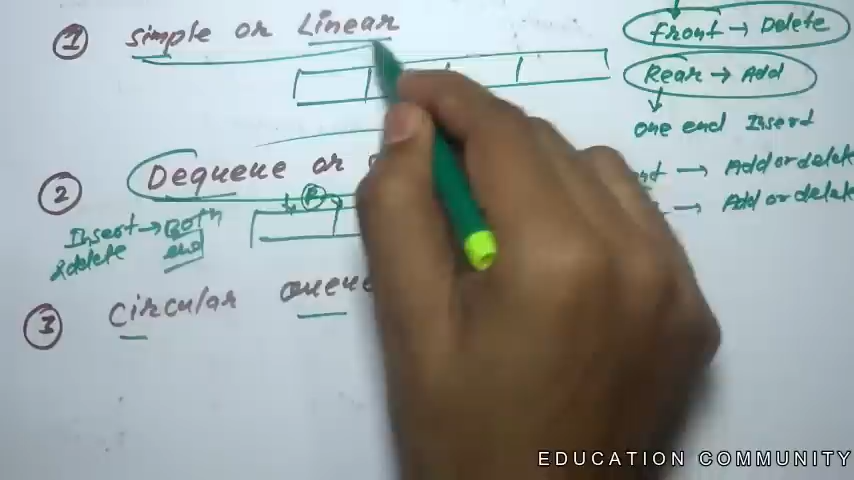 ① Simple or Linear
Front → Delete
Rear → Add
one end Insert
② Dequeue or
Insert → Both
& delete end
→ Add or delete
→ Add or delete
③ Circular
EDUCATION COMMUNITY